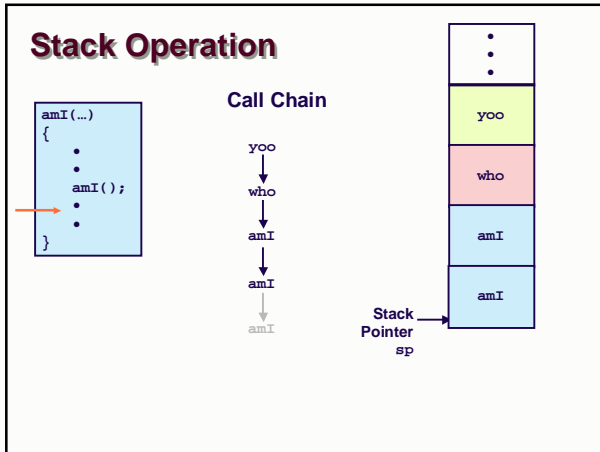 Stack Operation
amI(…)
{
•
•
amI();
•
•
}
Call Chain
yoo
who
amI
amI
amI
•
•
•
yoo
who
amI
amI
Stack
Pointer
sp